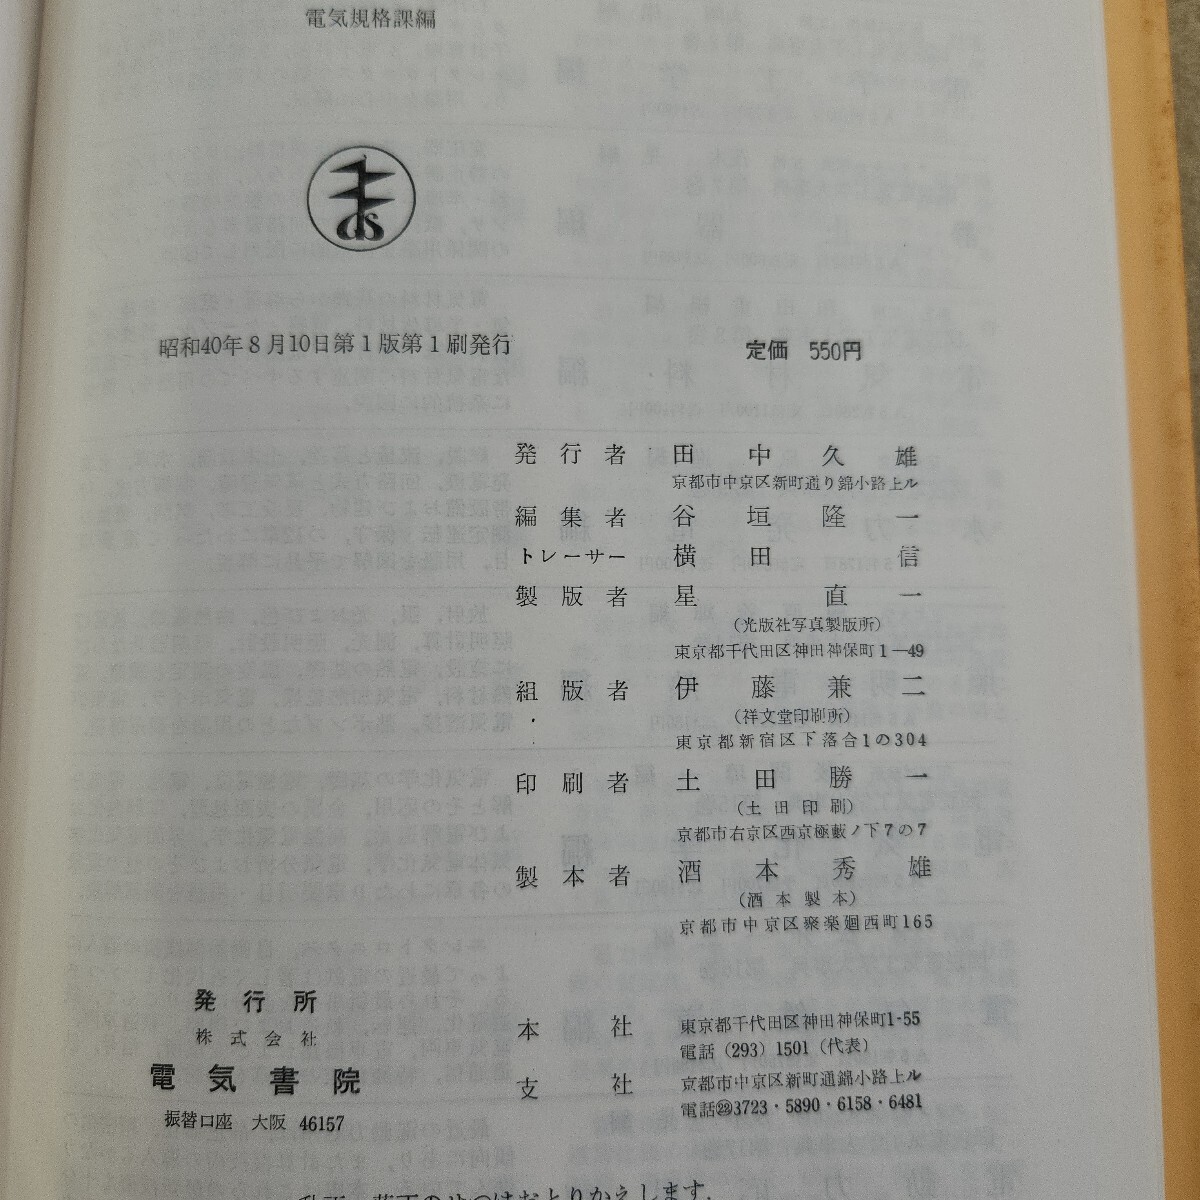 電気規格課編
昭和40年8月10日第1版第1刷発行
定価 550円
発行者 田中久雄
京都市中京区新町通り錦小路上ル
編集者 谷垣隆一
トレーサー 横田信
製版者 星直一
(光版社写真製版所)
東京都千代田区神田神保町1―49
組版者 伊藤兼二
(祥文堂印刷所)
東京都新宿区下落合1の304
印刷者 土田勝一
(土田印刷)
京都市右京区西京極藪ノ下7の7
製本者 酒本秀雄
(酒本製本)
京都市中京区聚楽廻西町165
発行所
株式会社
電気書院
振替口座 大阪 46157
本社 東京都千代田区神田神保町1-55
電話 (293) 1501 (代表)
支社 京都市中京区新町通錦小路上ル
電話㉒3723・5890・6158・6481
おとりかえします.